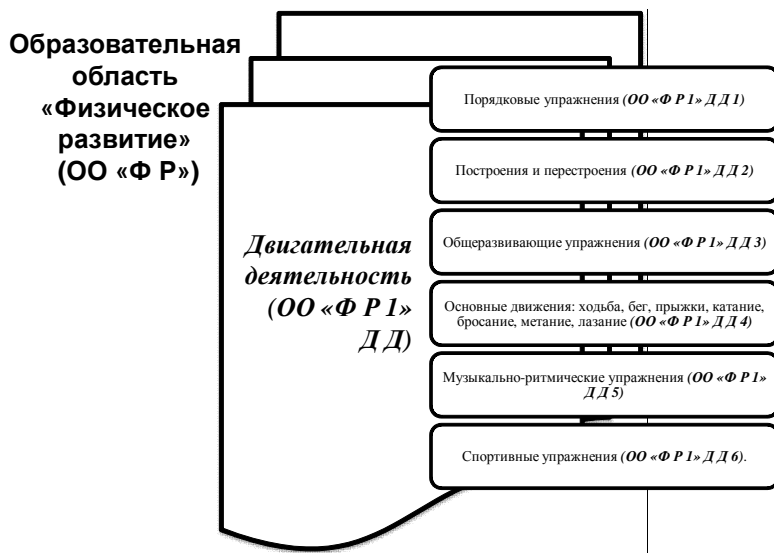 Образовательная
область
«Физическое
развитие»
(ОО «Ф Р»)
Двигательная
деятельность
(ОО «Ф Р 1»
Д Д)
Порядковые упражнения (ОО «Ф Р 1» Д Д 1)
Построения и перестроения (ОО «Ф Р 1» Д Д 2)
Общеразвивающие упражнения (ОО «Ф Р 1» Д Д 3)
Основные движения: ходьба, бег, прыжки, катание,
бросание, метание, лазание (ОО «Ф Р 1» Д Д 4)
Музыкально-ритмические упражнения (ОО «Ф Р 1»
Д Д 5)
Спортивные упражнения (ОО «Ф Р 1» Д Д 6).